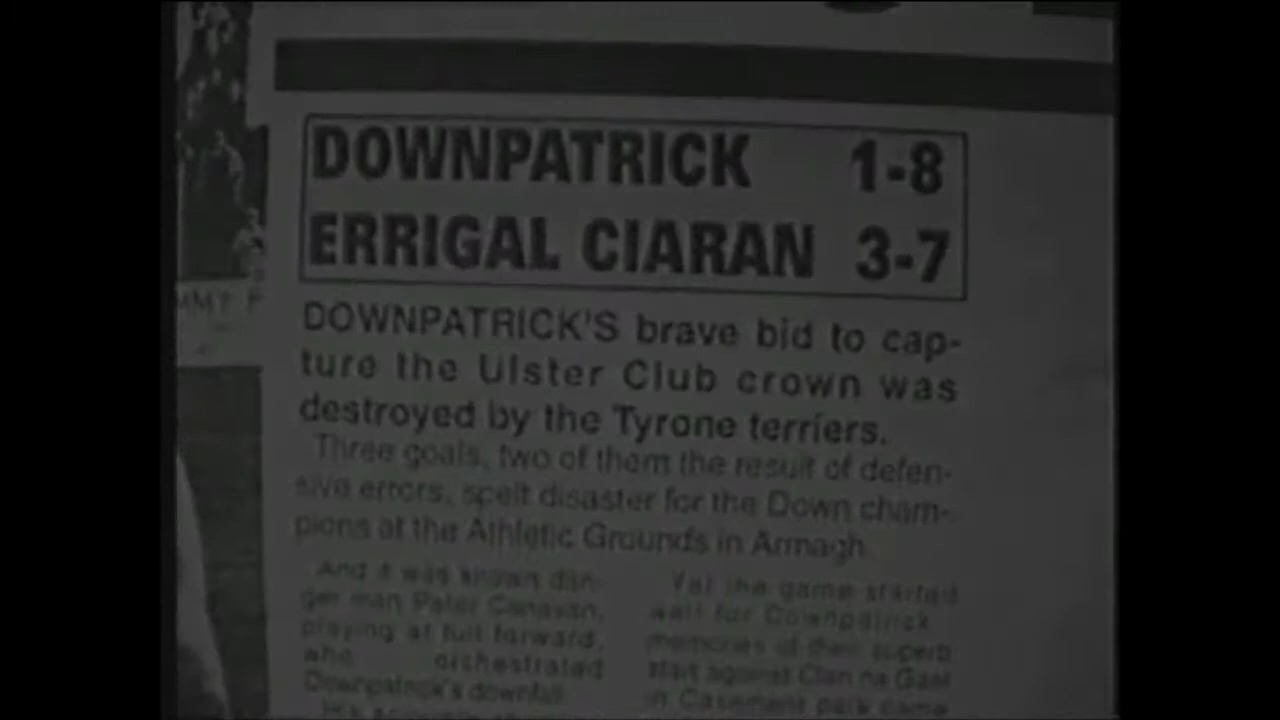 DOWNPATRICK 1-8
ERRIGAL CIARAN 3-7
DOWNPATRICK'S brave bid to cap-
ture the Ulster Club crown was
destroyed by the Tyrone terriers.
Three goals, two of them the result of defen-
sive errors, spelt disaster for the Down cham-
pions at the Athletic Grounds in Armagh.
And it was known dan-
ger man Peter Canavan,
playing at full forward,
who orchestrated
Downpatrick's downfall.
Yet the game started
well for Downpatrick
memories of their superb
start against Clan na Gael
in Casement park came